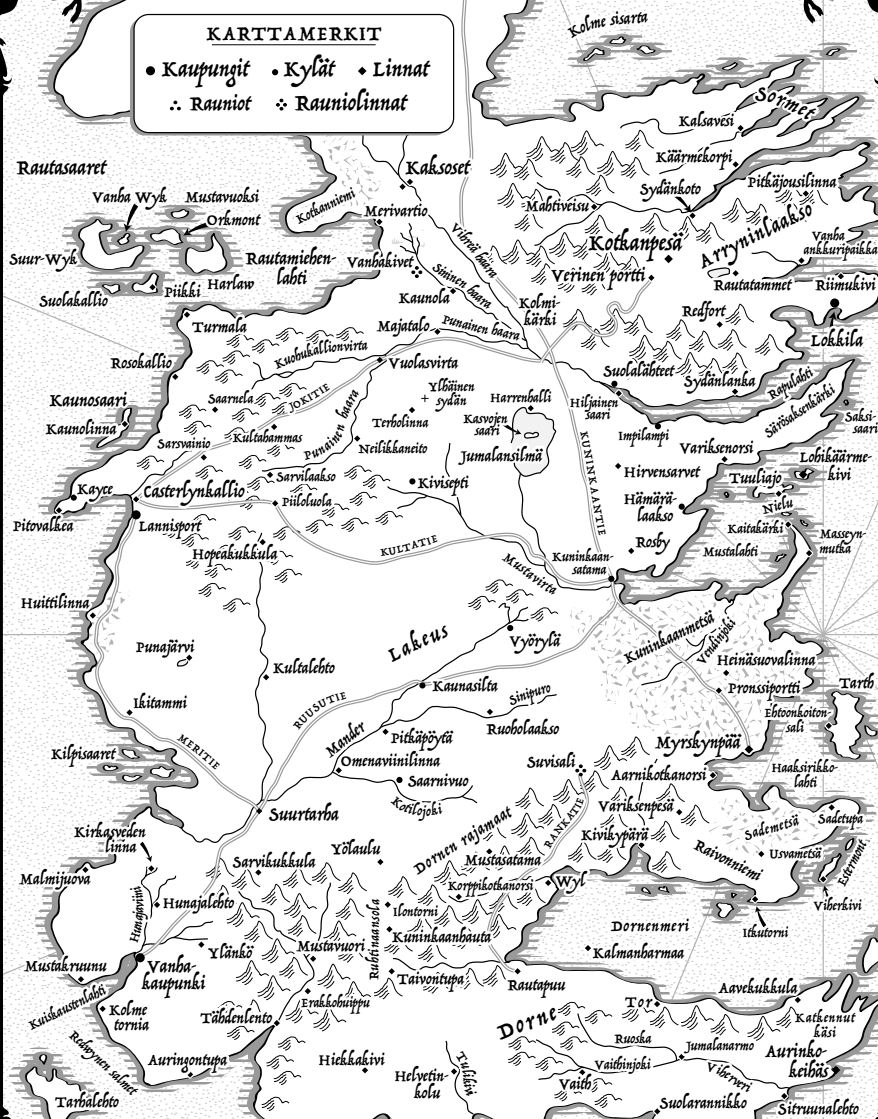 KARTTAMERKIT
Kaupungit Kylät Linnat
Rauniot Rauniolinnat
Kolme sisarta
Sormet
Kalsavesi
Käärmekorpi
Rautasaaret
Kaksoset
Sydänkoto
Pitkäjousilinna
Vanha Wyk
Mustavuoksi
Orkmont
Kotkanniemi
Merivartio
Mahtiveisu
Kotkanpesä
Arryninlaakso
Vanha
ankkuripaikka
Suur-Wyk
Rautamiehen-
lahti
Vanhakivet
Vihreä haara
Verinen portti
Rautatammet
Riimukivi
Suolakallio
Piikki
Harlaw
Sininen haara
Kaunola
Kolmi-
kärki
Redfort
Lokkila
Turmala
Majatalo
Punainen haara
Kuohukallionvirta
Vuolasvirta
Rosokallio
Suolalähteet
Sydänlanka
Rapulahti
Kaunosaari
Kaunolinna
Saarnela
JOKITIE
Ylhäinen
sydän
Harrenhalli
Hiljainen
saari
Särösaksenkärki
Saksi-
saari
Terholinna
Kasvojen
saari
Impilampi
Sarsvainio
Kultahammas
Punainen haara
Neilikkaneito
Jumalansilmä
KUNINKAANTIE
Variksenorsi
Lohikäärme-
kivi
Kayce
Casterlynkallio
Sarvilaakso
Kivisepti
Hirvensarvet
Tuuliajo
Piiloluola
Hämärä-
laakso
Nielu
Pitovalkea
Lannisport
Kaitakärki
Hopeakukkula
KULTATIE
Rosby
Mustalahti
Masseyn-
mutka
Mustavirta
Kuninkaan-
satama
Huittilinna
Lakeus
Vyörylä
Kuninkaanmetsä
Vendinjoki
Punajärvi
Kultalehto
Heinäsuovalinna
Kaunasilta
Pronssiportti
Tarth
Ikitammi
RUUSUTIE
Sinipuro
Ruoholaakso
Ehtoonkoiton-
sali
Kilpisaaret
MERITIE
Mander
Pitkäpöytä
Myrskynpää
Omenaviinilinna
Suvisali
Aarnikotkanorsi
Haaksirikko-
lahti
Saarnivuo
Kotilojoki
Suurtarha
Variksenpesä
Dornen rajamaat
RANKATIE
Kivikypärä
Sademetsä
Sadetupa
Kirkasveden
linna
Yölaulu
Sarvikukkula
Mustasatama
Raivonniemi
Usvametsä
Estermont
Malmijuova
Korppikotkanorsi
Wyl
Viherkivi
Hunajavini
Hunajalehto
Ruhtinaansola
Ilontorni
Itkutorni
Kuninkaanhauta
Dornenmeri
Kalmanharmaa
Ylänkö
Mustavuori
Mustakruunu
Vanha-
kaupunki
Taivontupa
Rautapuu
Kuiskaustenlahti
Erakkohuippu
Aavekukkula
Kolme
tornia
Tähdenlento
Tor
Katkennut
käsi
Dorne
Redwynen salmet
Auringontupa
Hiekkakivi
Ruoska
Jumalanarmo
Aurinko-
keihäs
Helvetin-
kolu
Tulikivi
Vaithinjoki
Vaith
Viherveri
Tarhalehto
Suolarannikko
Sitruunalehto